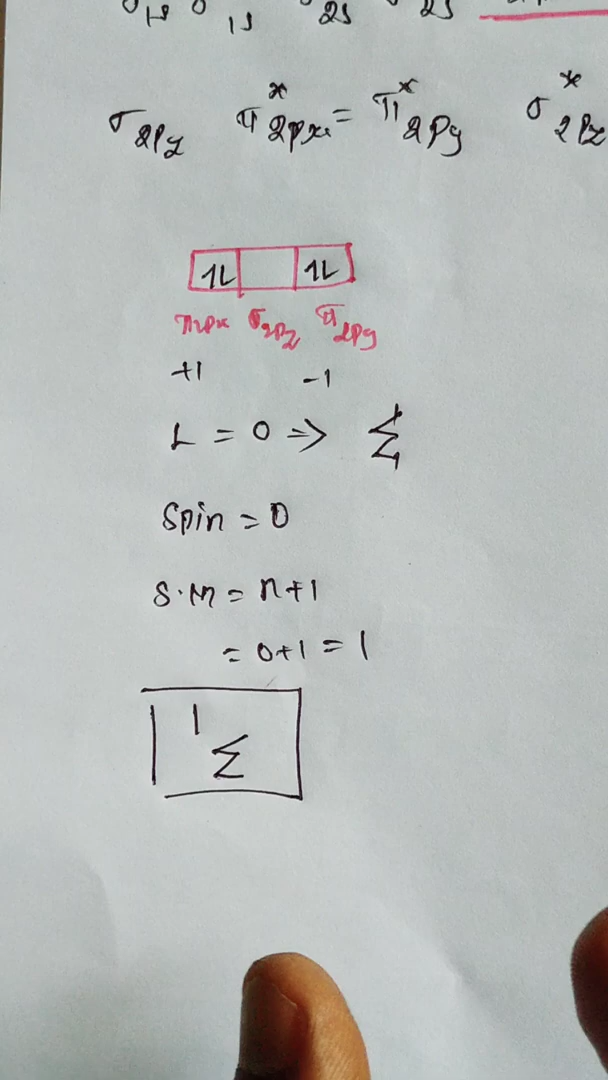 σ2pz π*2px = π*2py σ*2pz
1L 1L
π2px σ2pz π2py
+1 -1
L = 0 => Σ
Spin = 0
S.M = n+1
= 0+1 = 1
1Σ